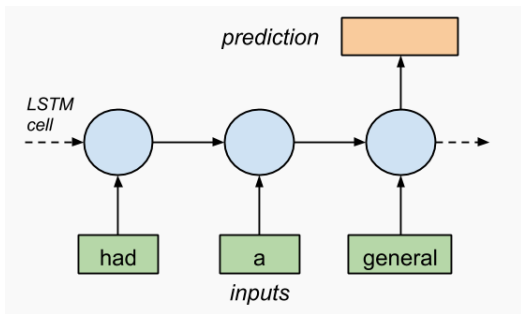 prediction
LSTM
cell
had
a
general
inputs